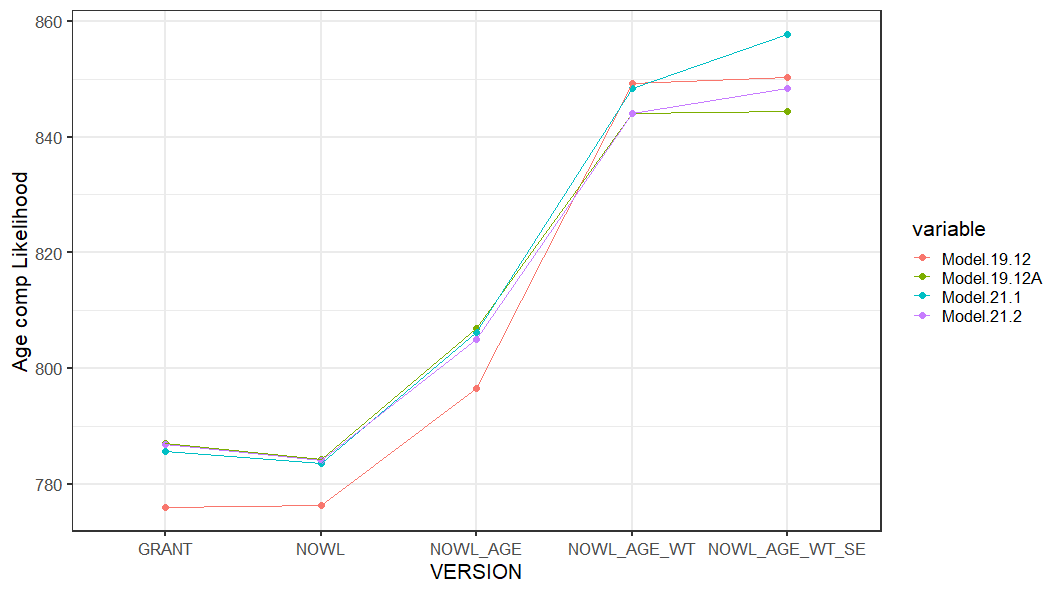 860
840
820
800
780
Age comp Likelihood
GRANT
NOWL
NOWL_AGE
NOWL_AGE_WT
NOWL_AGE_WT_SE
VERSION
variable
Model.19.12
Model.19.12A
Model.21.1
Model.21.2